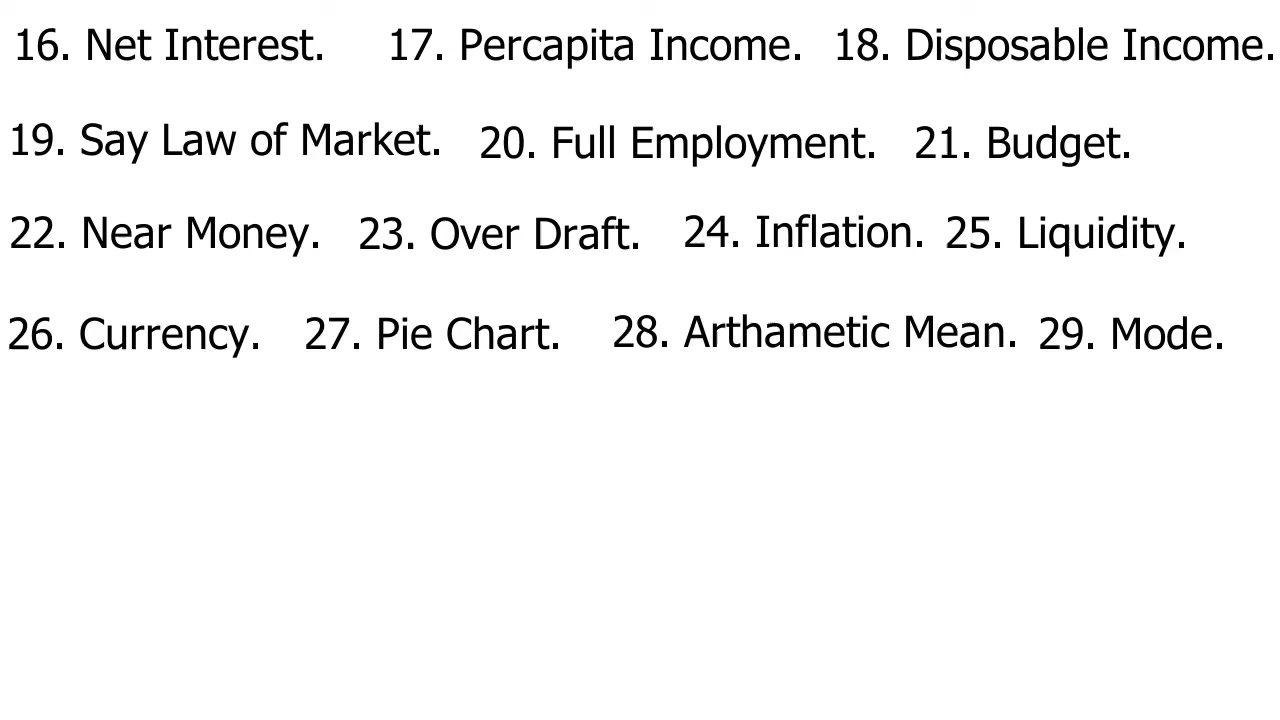 16. Net Interest. 17. Percapita Income. 18. Disposable Income.
19. Say Law of Market. 20. Full Employment. 21. Budget.
22. Near Money. 23. Over Draft. 24. Inflation. 25. Liquidity.
26. Currency. 27. Pie Chart. 28. Arthametic Mean. 29. Mode.